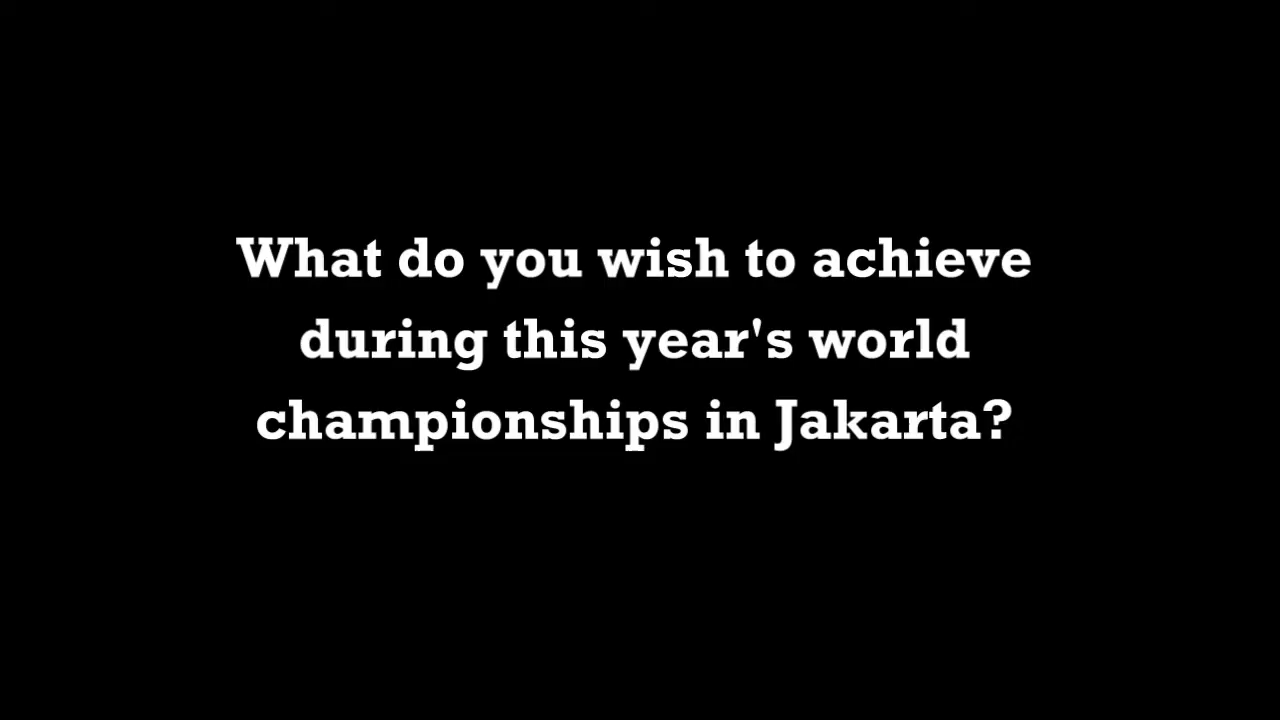 What do you wish to achieve
during this year's world
championships in Jakarta?